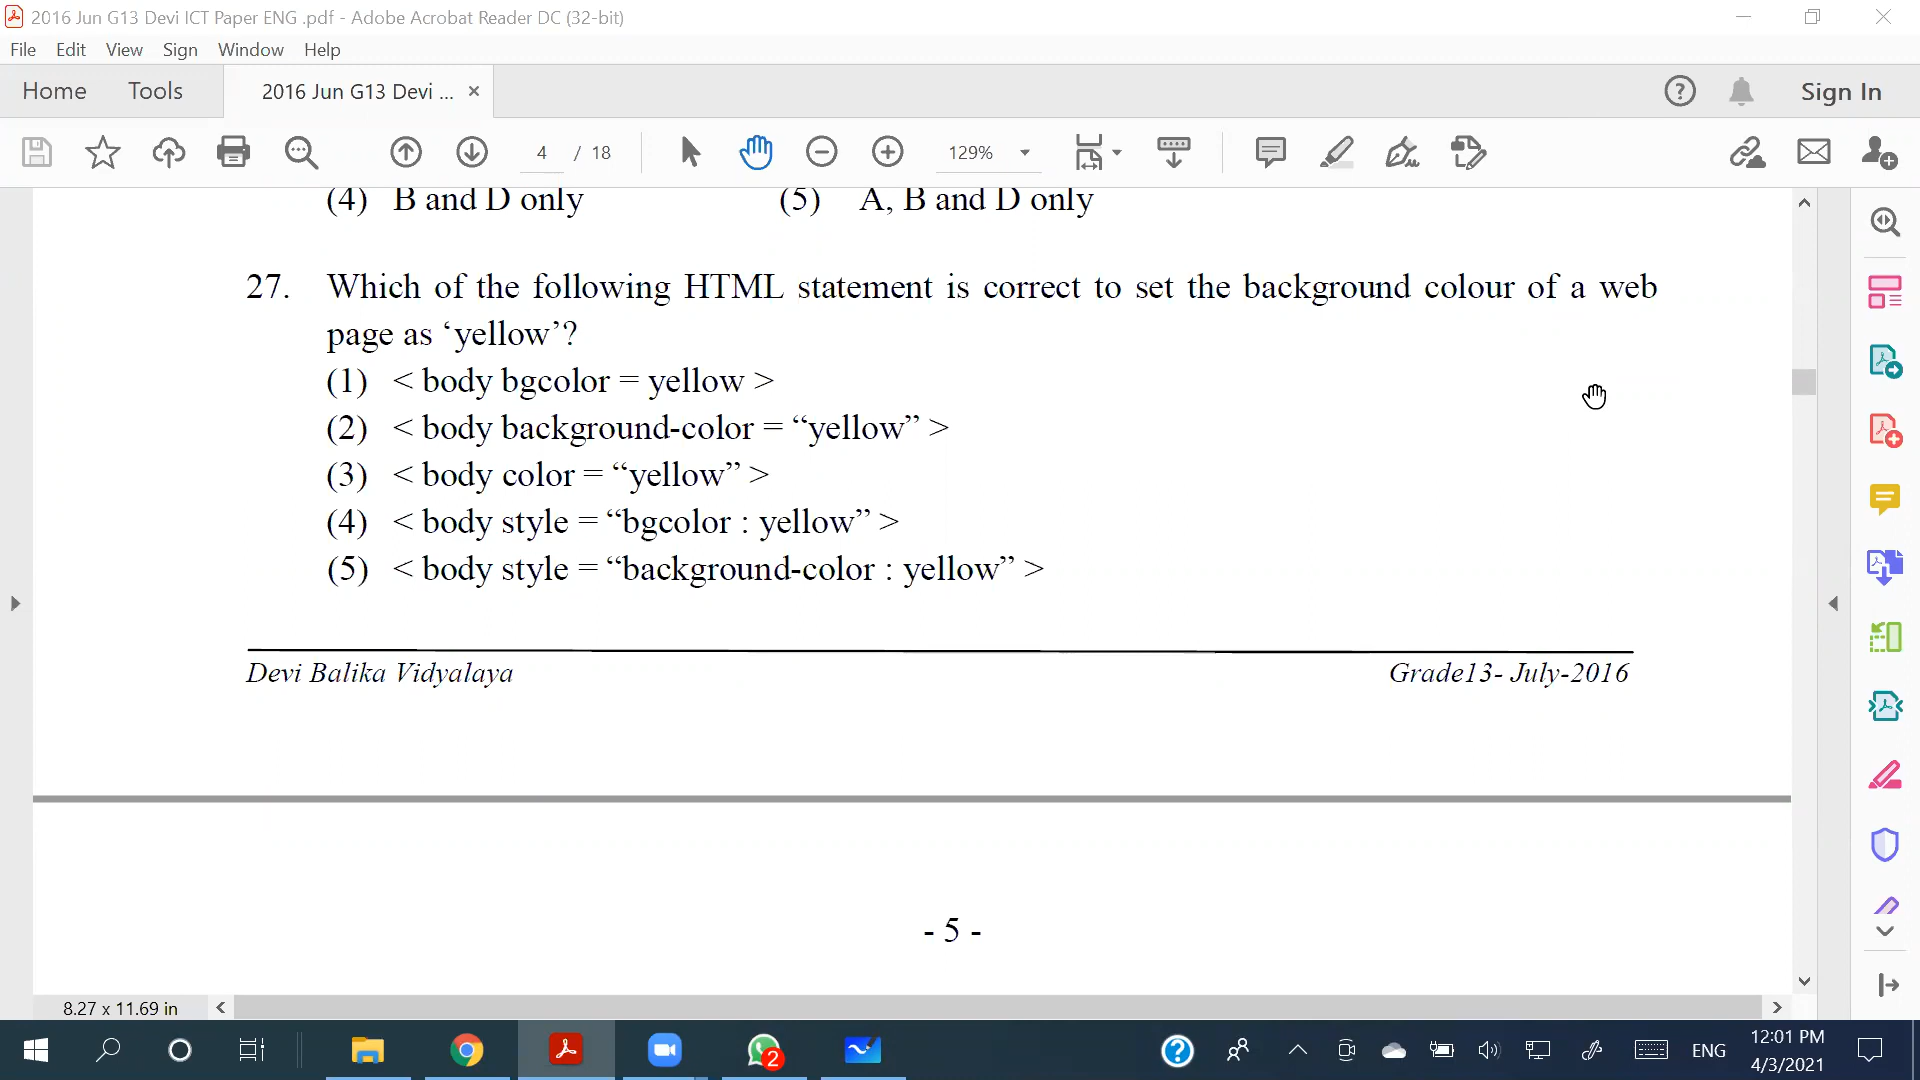 2016 Jun G13 Devi ICT Paper ENG .pdf - Adobe Acrobat Reader DC (32-bit)
File Edit View Sign Window Help
Home Tools 2016 Jun G13 Devi ... × Sign In
4 / 18 129%
(4) B and D only (5) A, B and D only
27. Which of the following HTML statement is correct to set the background colour of a web
page as ‘yellow’?
(1) < body bgcolor = yellow >
(2) < body background-color = “yellow” >
(3) < body color = “yellow” >
(4) < body style = “bgcolor : yellow” >
(5) < body style = “background-color : yellow” >
Devi Balika Vidyalaya Grade13- July-2016
- 5 -
8.27 x 11.69 in
2
ENG
12:01 PM
4/3/2021